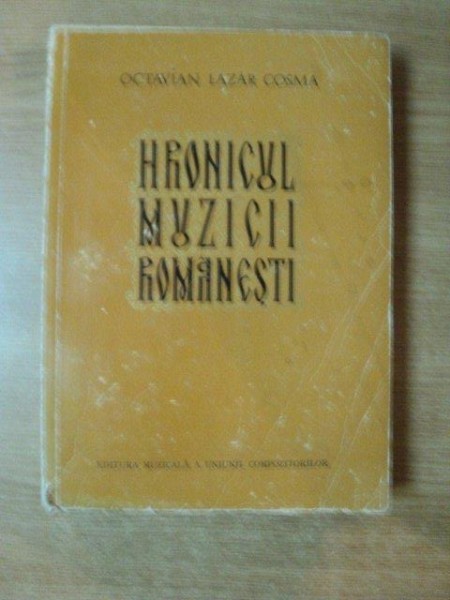 OCTAVIAN LAZĂR COSMA
HRONICUL
MUZICII
ROMÂNEȘTI
EDITURA MUZICALĂ A UNIUNII COMPOZITORILOR